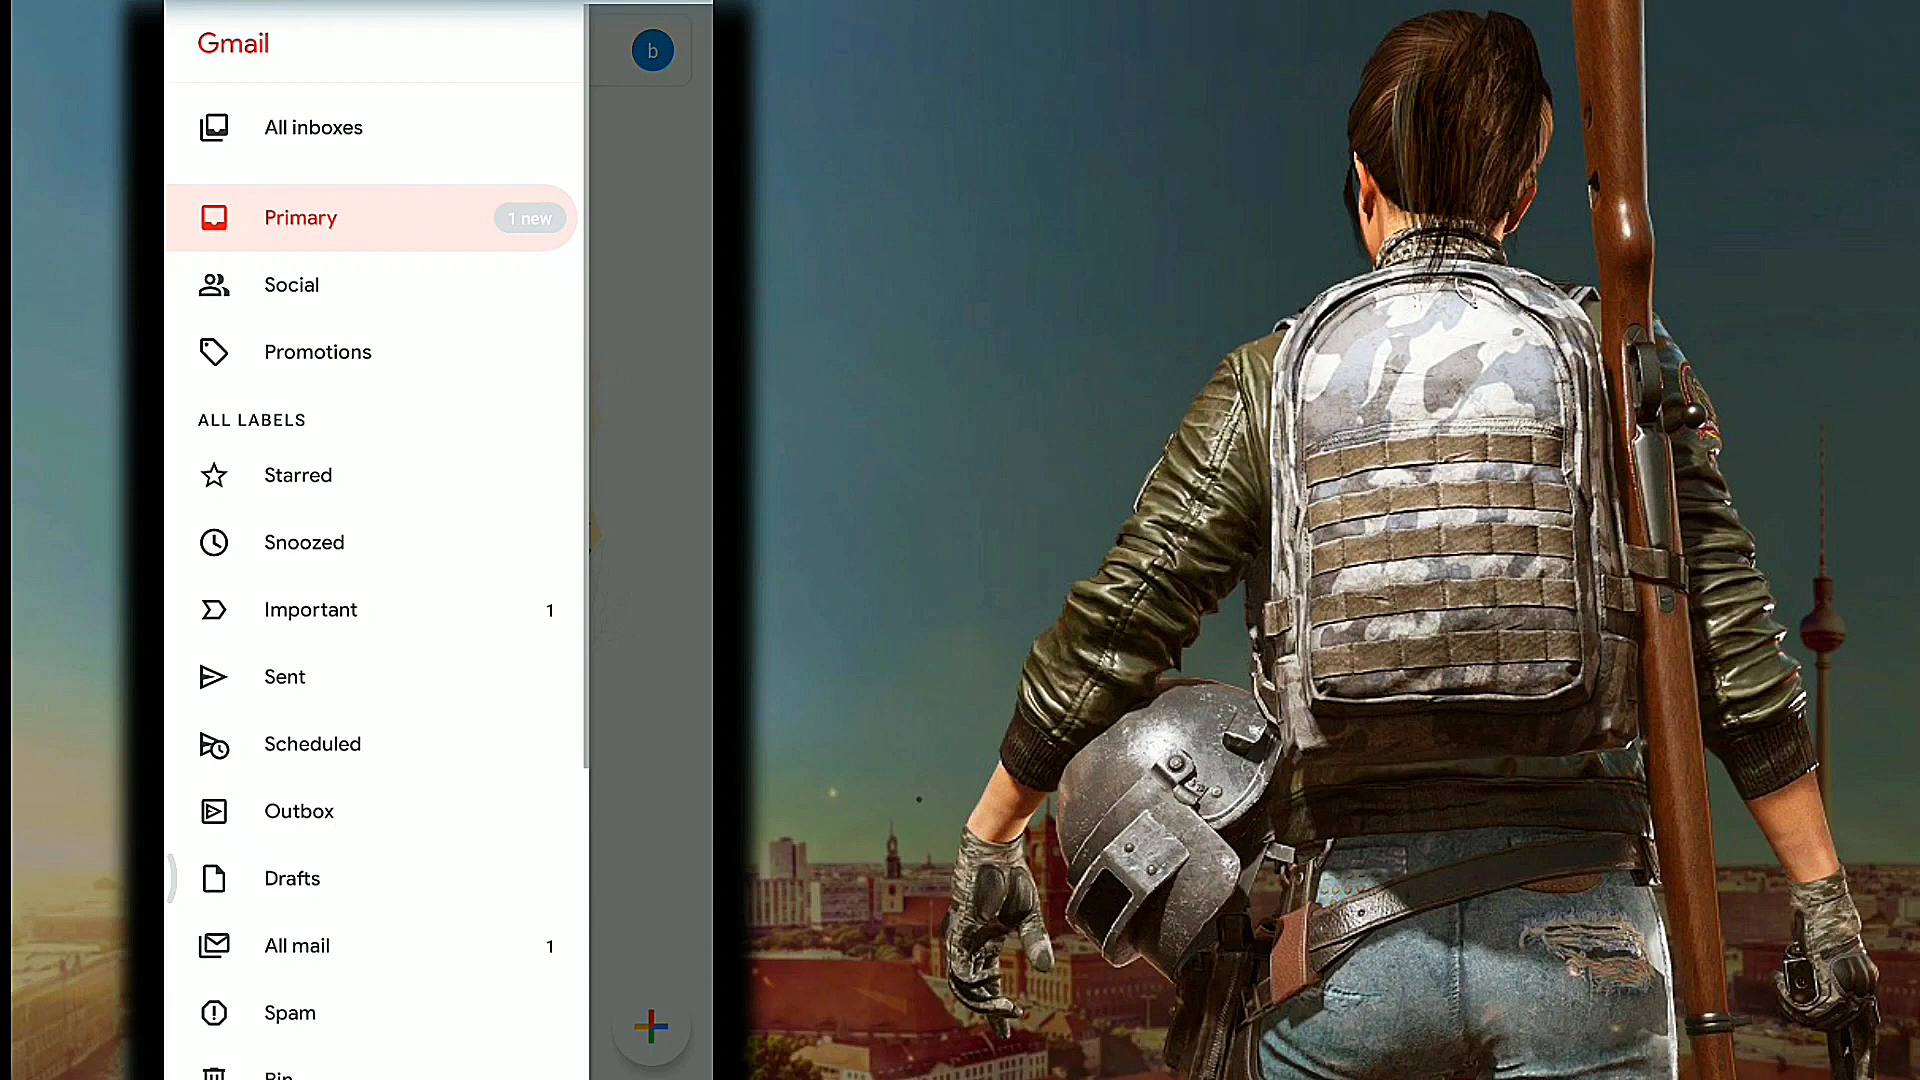 Gmail
b
All inboxes
Primary
1 new
Social
Promotions
ALL LABELS
Starred
Snoozed
Important
1
Sent
Scheduled
Outbox
Drafts
All mail
1
Spam
Bin